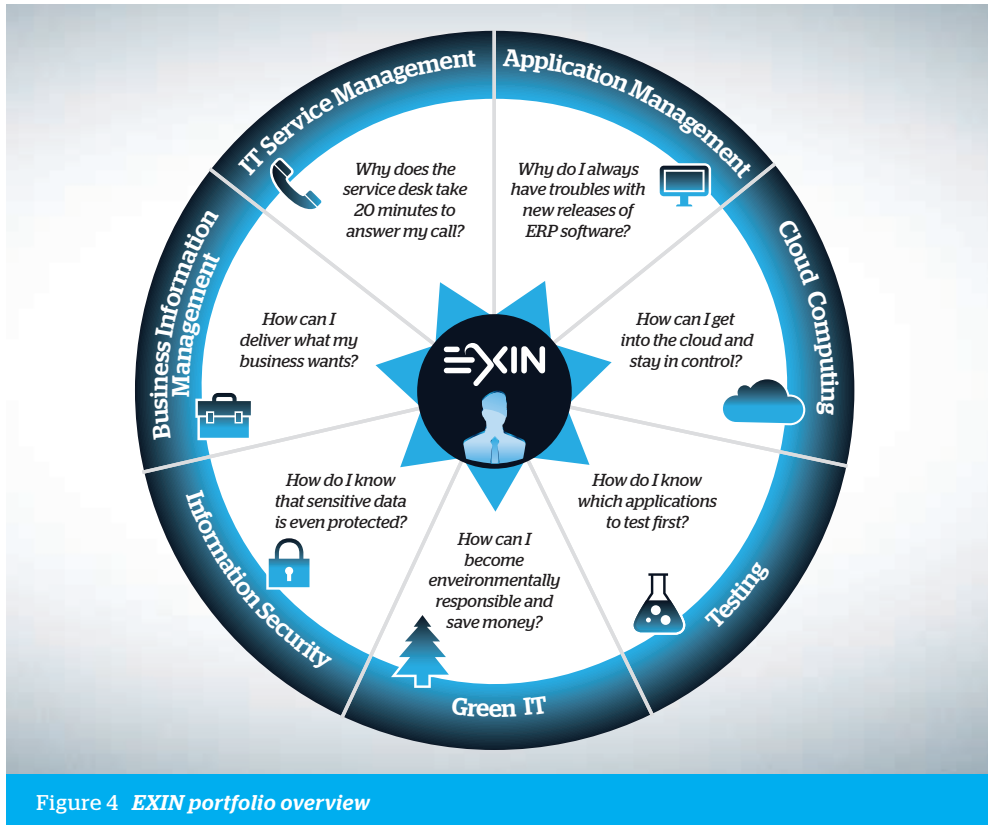 IT Service Management
Why does the
service desk take
20 minutes to
answer my call?
Application Management
Why do I always
have troubles with
new releases of
ERP software?
Cloud Computing
How can I get
into the cloud and
stay in control?
Testing
How do I know
which applications
to test first?
Green IT
How can I
become
enveironmentally
responsible and
save money?
Information Security
How do I know
that sensitive data
is even protected?
Business Information
Management
How can I
deliver what my
business wants?
EXIN
Figure 4 EXIN portfolio overview